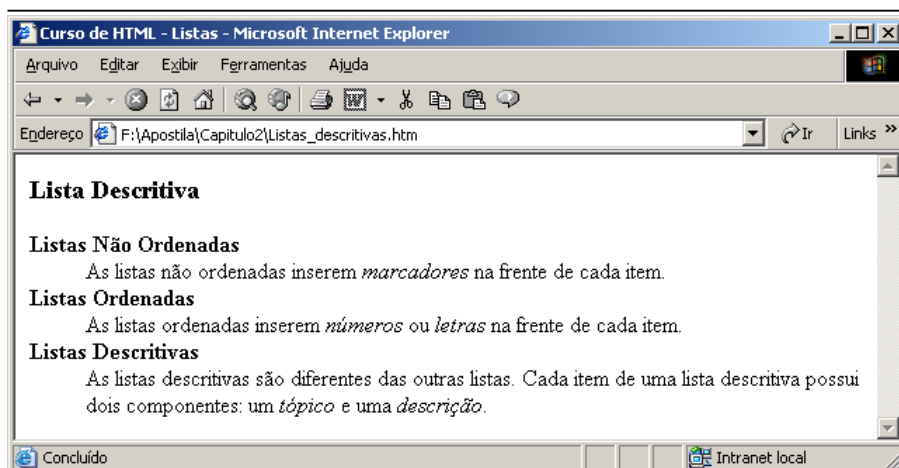 Curso de HTML - Listas - Microsoft Internet Explorer
Arquivo Editar Exibir Ferramentas Ajuda
Endereço F:\Apostila\Capitulo2\Listas_descritivas.htm Ir Links »
Lista Descritiva
Listas Não Ordenadas
As listas não ordenadas inserem marcadores na frente de cada item.
Listas Ordenadas
As listas ordenadas inserem números ou letras na frente de cada item.
Listas Descritivas
As listas descritivas são diferentes das outras listas. Cada item de uma lista descritiva possui
dois componentes: um tópico e uma descrição.
Concluído Intranet local